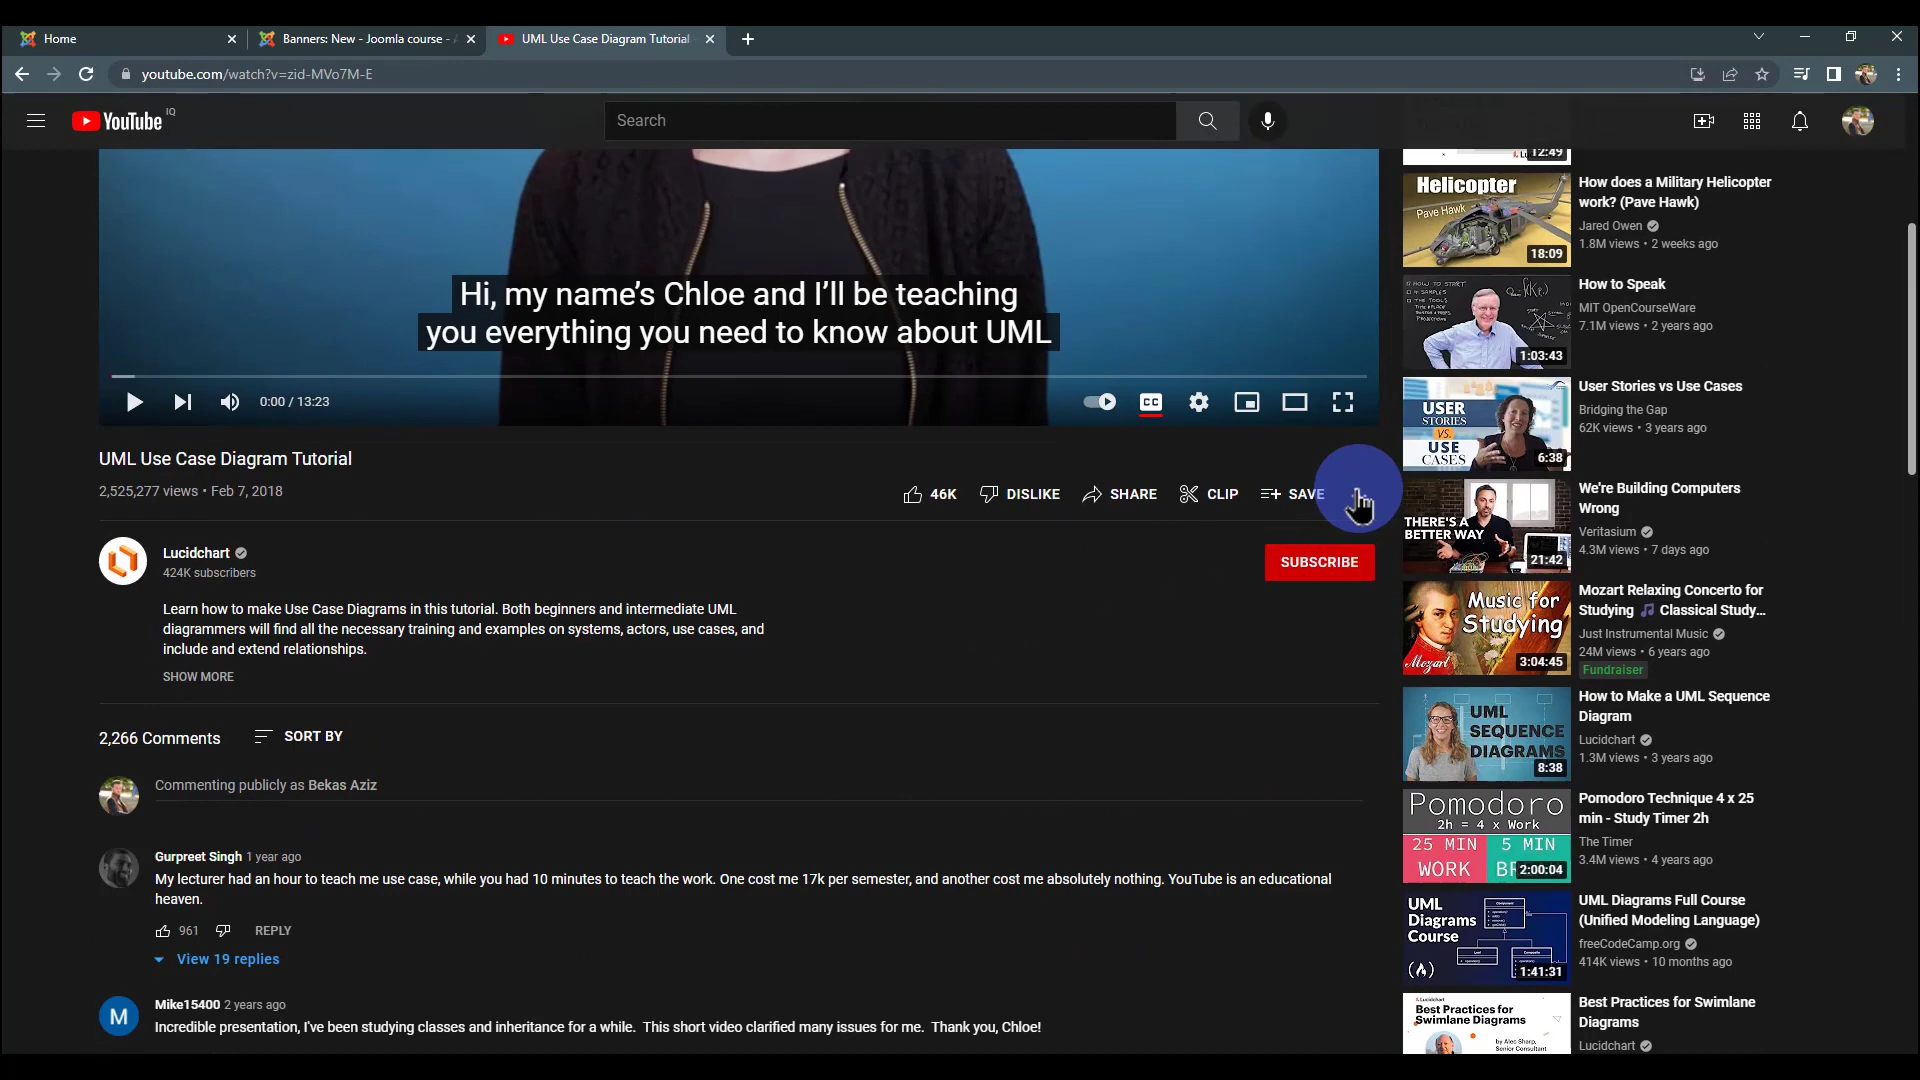 Home
Banners: New - Joomla course - A
UML Use Case Diagram Tutorial
youtube.com/watch?v=zid-MVo7M-E
YouTube IQ
Search
Hi, my name's Chloe and I'll be teaching
you everything you need to know about UML
0:00 / 13:23
CC
UML Use Case Diagram Tutorial
2,525,277 views • Feb 7, 2018
46K DISLIKE SHARE CLIP SAVE
Lucidchart
424K subscribers
SUBSCRIBE
Learn how to make Use Case Diagrams in this tutorial. Both beginners and intermediate UML
diagrammers will find all the necessary training and examples on systems, actors, use cases, and
include and extend relationships.
SHOW MORE
2,266 Comments SORT BY
Commenting publicly as Bekas Aziz
Gurpreet Singh 1 year ago
My lecturer had an hour to teach me use case, while you had 10 minutes to teach the work. One cost me 17k per semester, and another cost me absolutely nothing. YouTube is an educational
heaven.
961 REPLY
View 19 replies
M
Mike15400 2 years ago
Incredible presentation, I've been studying classes and inheritance for a while. This short video clarified many issues for me. Thank you, Chloe!
12:49
Helicopter
Pave Hawk
18:09
How does a Military Helicopter
work? (Pave Hawk)
Jared Owen
1.8M views • 2 weeks ago
1:03:43
How to Speak
MIT OpenCourseWare
7.1M views • 2 years ago
USER
STORIES
VS.
USE
CASES
6:38
User Stories vs Use Cases
Bridging the Gap
62K views • 3 years ago
THERE'S A
BETTER WAY
21:42
We're Building Computers
Wrong
Veritasium
4.3M views • 7 days ago
Music for
Studying
Mozart
3:04:45
Mozart Relaxing Concerto for
Studying 🎵 Classical Study...
Just Instrumental Music
24M views • 6 years ago
Fundraiser
UML
SEQUENCE
DIAGRAMS
8:38
How to Make a UML Sequence
Diagram
Lucidchart
1.3M views • 3 years ago
Pomodoro
2h = 4 x Work
25 MIN 5 MIN
WORK
2:00:04
Pomodoro Technique 4 x 25
min - Study Timer 2h
The Timer
3.4M views • 4 years ago
UML
Diagrams
Course
1:41:31
UML Diagrams Full Course
(Unified Modeling Language)
freeCodeCamp.org
414K views • 10 months ago
Lucidchart
Best Practices for
Swimlane Diagrams
by Alec Sharp,
Senior Consultant
Best Practices for Swimlane
Diagrams
Lucidchart